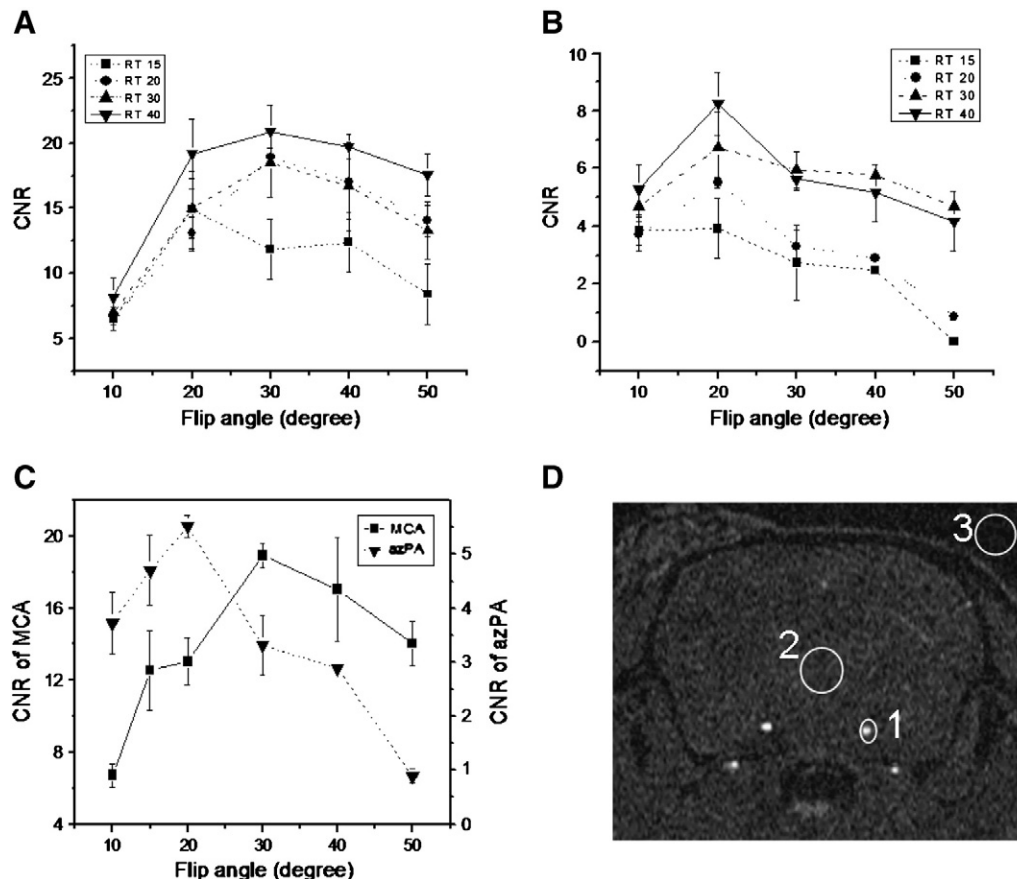 A
RT 15
RT 20
RT 30
RT 40
25
20
15
10
5
CNR
10 20 30 40 50
Flip angle (degree)
B
RT 15
RT 20
RT 30
RT 40
10
8
6
4
2
0
CNR
10 20 30 40 50
Flip angle (degree)
C
MCA
azPA
20
16
12
8
4
CNR of MCA
5
4
3
2
1
0
CNR of azPA
10 20 30 40 50
Flip angle (degree)
D
3
2
1